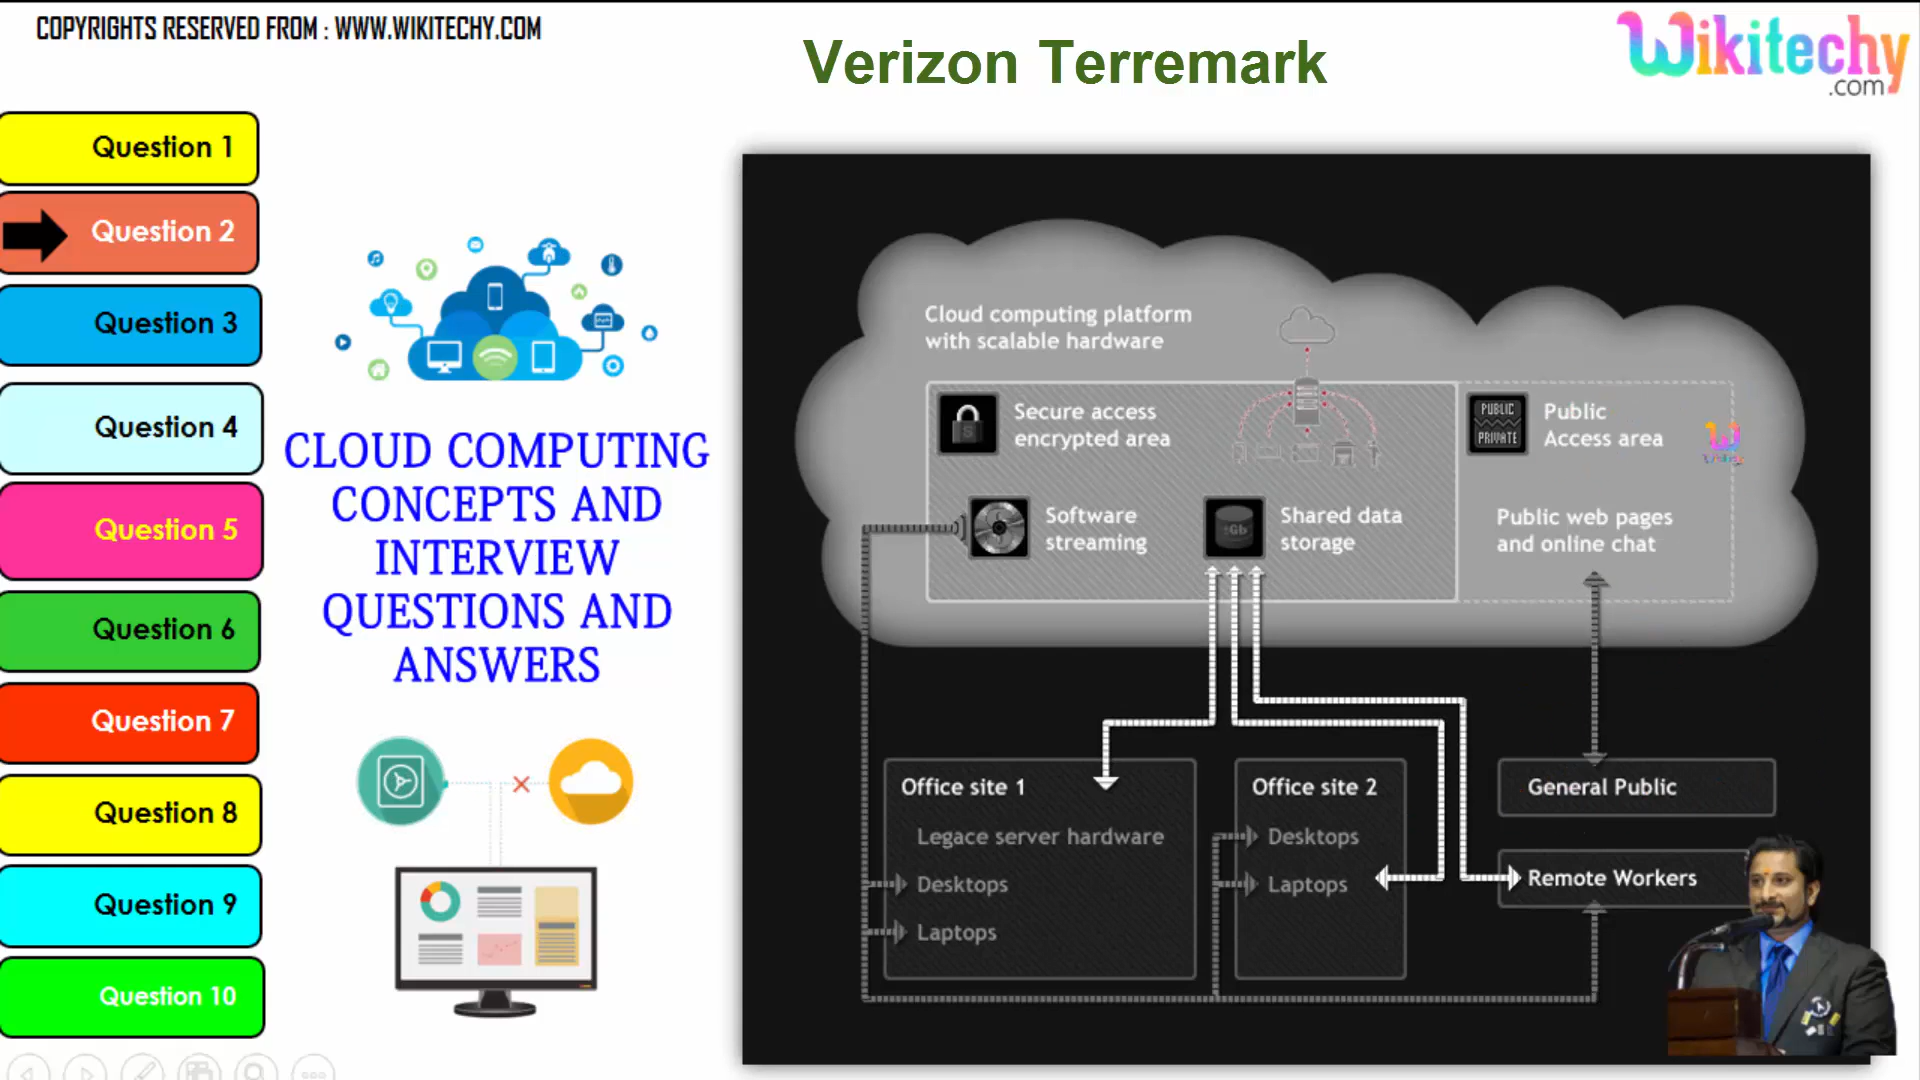 COPYRIGHTS RESERVED FROM : WWW.WIKITECHY.COM
Verizon Terremark
Wikitechy
.com
Question 1
Question 2
Question 3
Question 4
Question 5
Question 6
Question 7
Question 8
Question 9
Question 10
CLOUD COMPUTING
CONCEPTS AND
INTERVIEW
QUESTIONS AND
ANSWERS
Cloud computing platform
with scalable hardware
Secure access
encrypted area
PUBLIC
PRIVATE
Public
Access area
Software
streaming
Gb
Shared data
storage
Public web pages
and online chat
Office site 1
Legace server hardware
Desktops
Laptops
Office site 2
Desktops
Laptops
General Public
Remote Workers